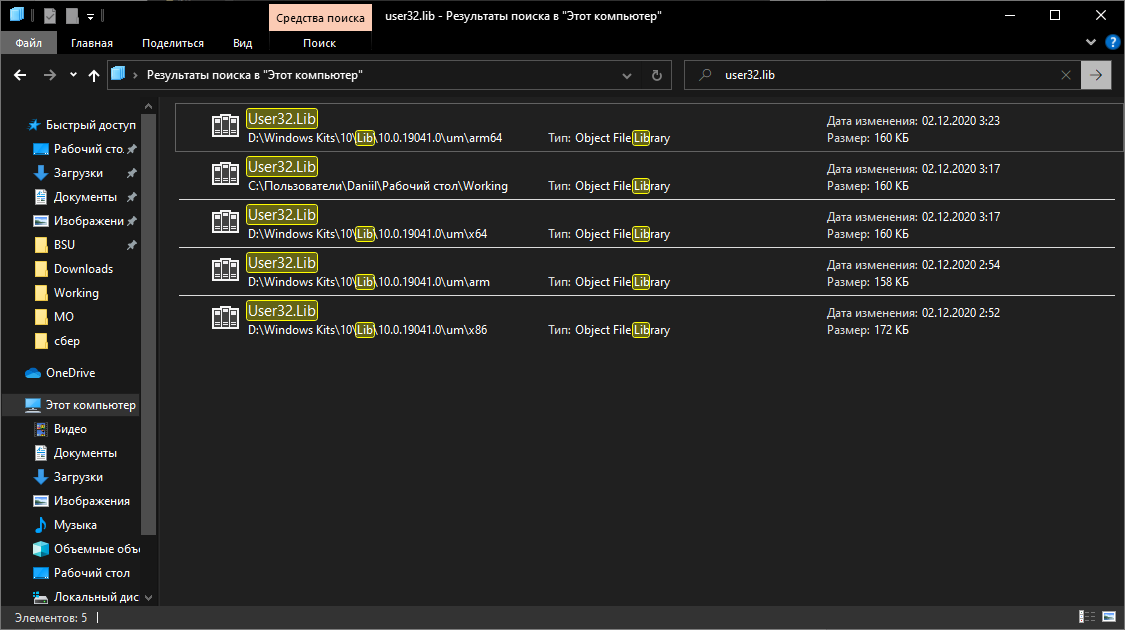 Средства поиска
user32.lib - Результаты поиска в "Этот компьютер"
Файл
Главная
Поделиться
Вид
Поиск
Результаты поиска в "Этот компьютер"
user32.lib
Быстрый доступ
Рабочий сто.
Загрузки
Документы
Изображени
BSU
Downloads
Working
МО
сбер
OneDrive
Этот компьютер
Видео
Документы
Загрузки
Изображения
Музыка
Объемные объ
Рабочий стол
Локальный дис
User32.Lib
D:\Windows Kits\10\Lib\10.0.19041.0\um\arm64
Тип: Object File Library
Дата изменения: 02.12.2020 3:23
Размер: 160 КБ
User32.Lib
C:\Пользователи\Daniil\Рабочий стол\Working
Тип: Object File Library
Дата изменения: 02.12.2020 3:17
Размер: 160 КБ
User32.Lib
D:\Windows Kits\10\Lib\10.0.19041.0\um\x64
Тип: Object File Library
Дата изменения: 02.12.2020 3:17
Размер: 160 КБ
User32.Lib
D:\Windows Kits\10\Lib\10.0.19041.0\um\arm
Тип: Object File Library
Дата изменения: 02.12.2020 2:54
Размер: 158 КБ
User32.Lib
D:\Windows Kits\10\Lib\10.0.19041.0\um\x86
Тип: Object File Library
Дата изменения: 02.12.2020 2:52
Размер: 172 КБ
Элементов: 5